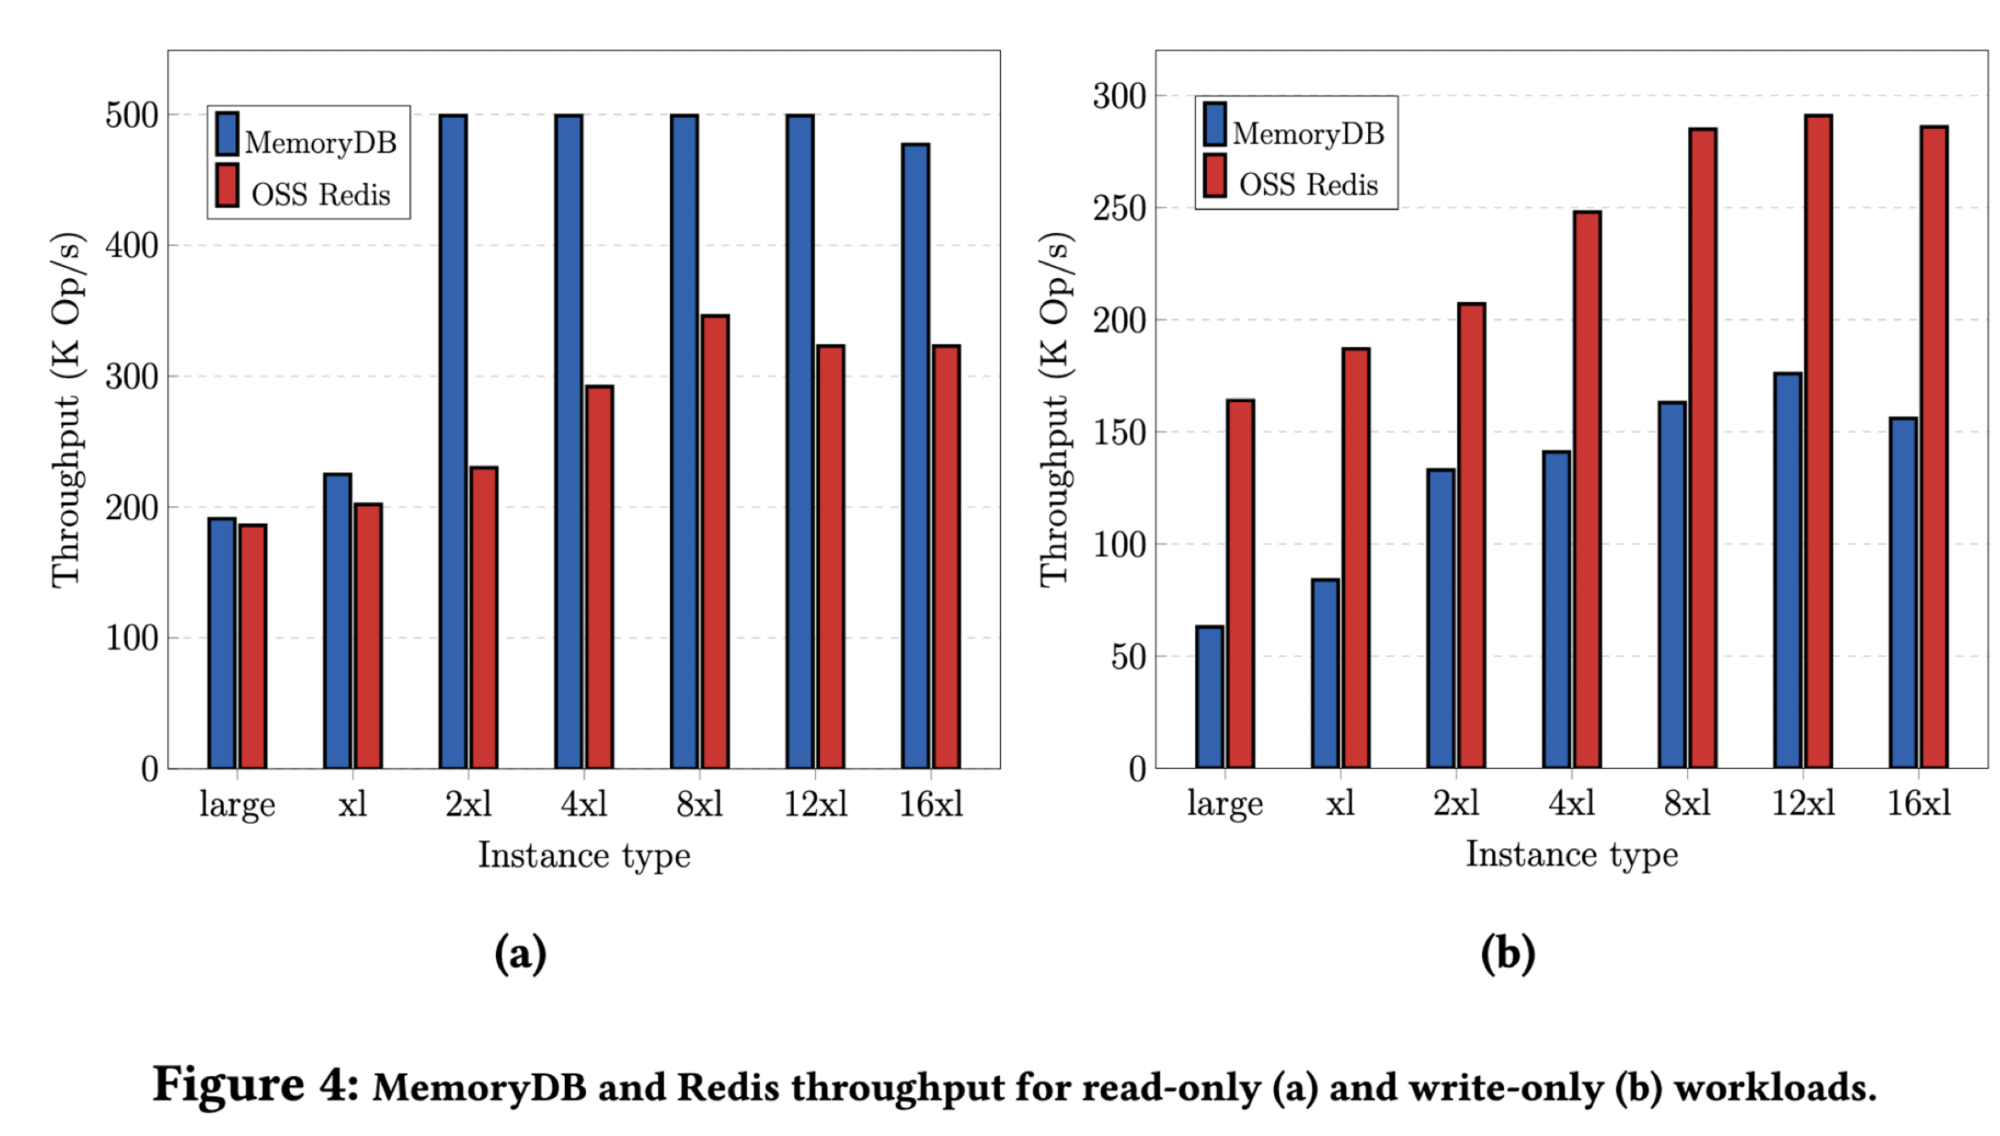 Throughput (K Op/s)
500
400
300
200
100
0
MemoryDB
OSS Redis
large xl 2xl 4xl 8xl 12xl 16xl
Instance type
(a)
Throughput (K Op/s)
300
250
200
150
100
50
0
MemoryDB
OSS Redis
large xl 2xl 4xl 8xl 12xl 16xl
Instance type
(b)
Figure 4: MemoryDB and Redis throughput for read-only (a) and write-only (b) workloads.